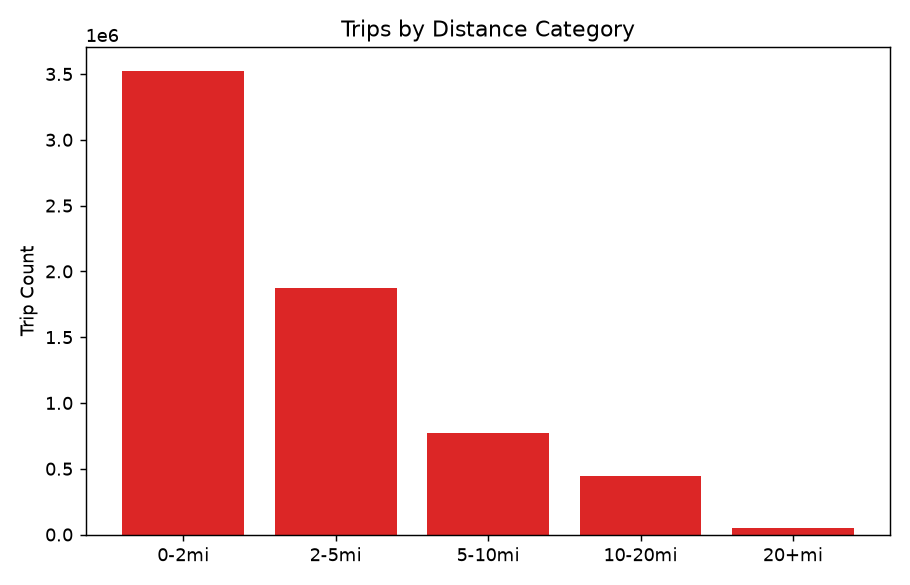 Trips by Distance Category
1e6
3.5
3.0
2.5
2.0
1.5
1.0
0.5
0.0
Trip Count
0-2mi
2-5mi
5-10mi
10-20mi
20+mi